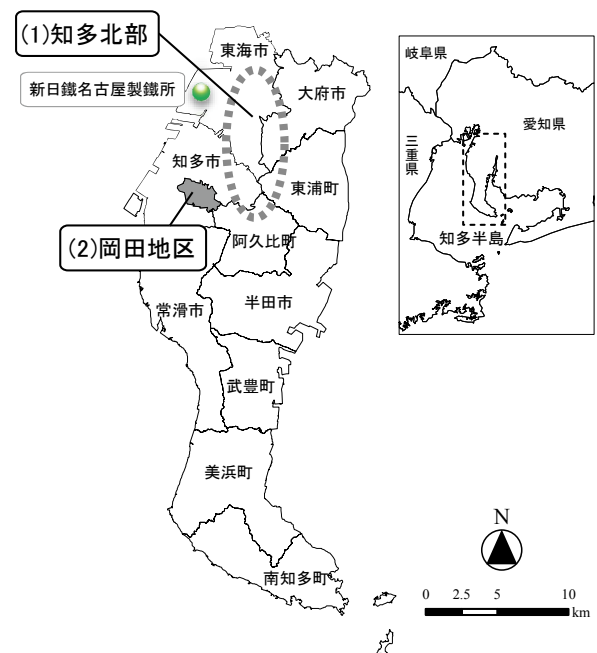 (1)知多北部
東海市
新日鐵名古屋製鐵所
大府市
知多市
東浦町
(2)岡田地区
阿久比町
半田市
常滑市
武豊町
美浜町
南知多町
岐阜県
愛知県
三重県
知多半島
N
0 2.5 5 10
km